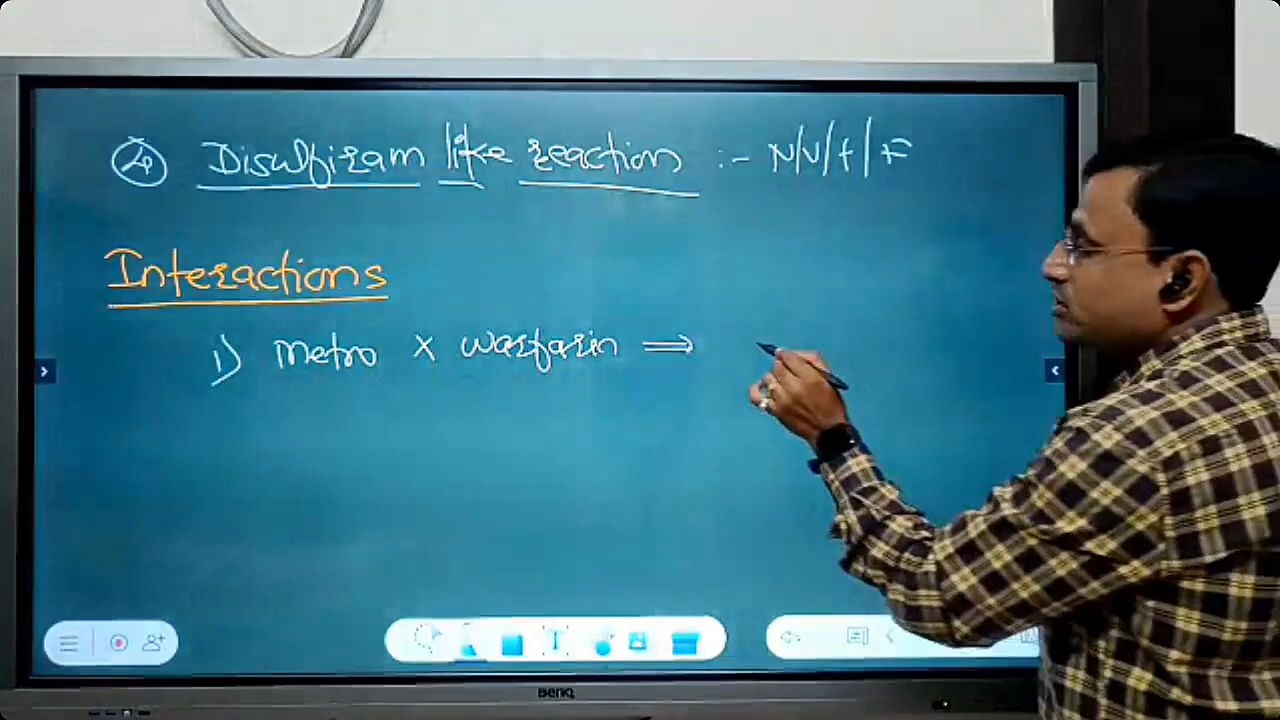 ④ Disulfiram like reaction :- N/V/f/F
Interactions
1) Metro x warfarin ⇒
BenQ